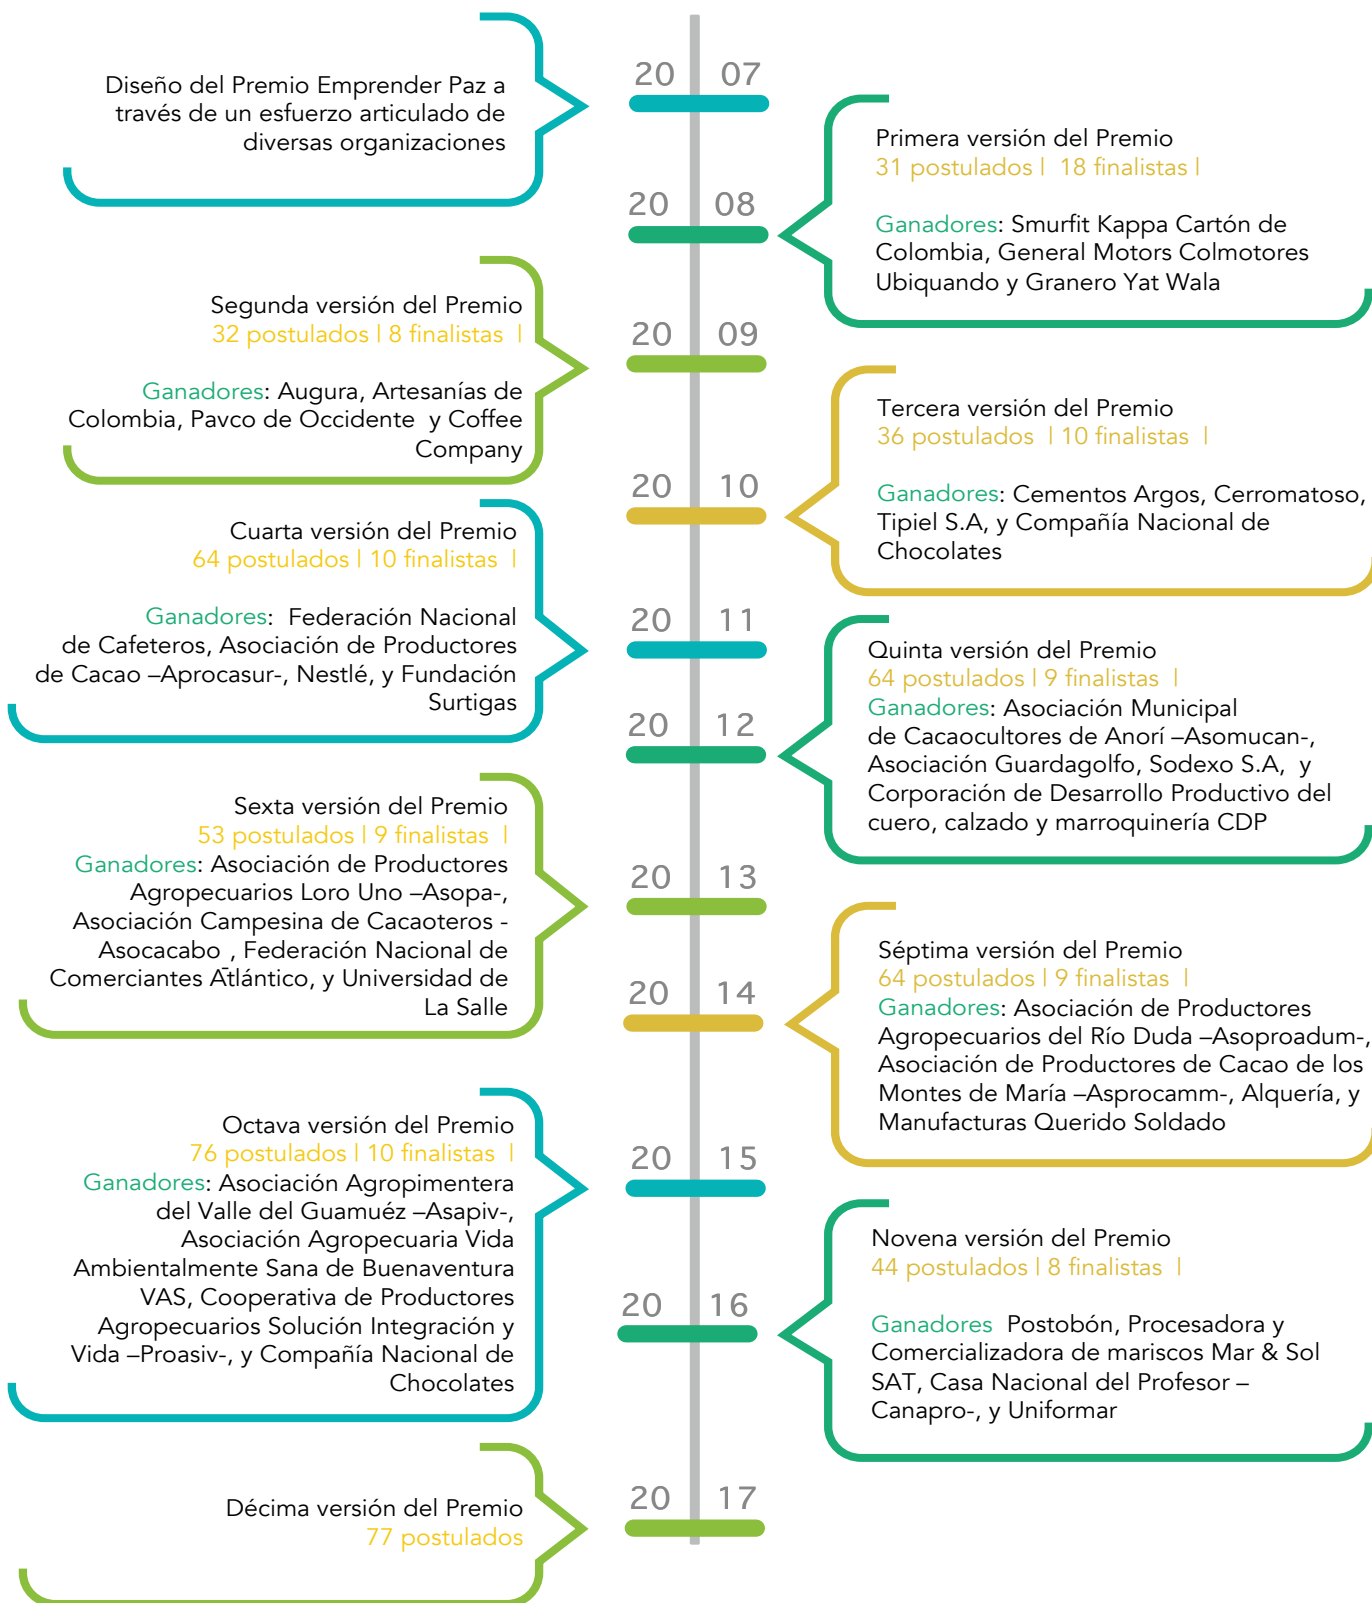 20 07
Diseño del Premio Emprender Paz a
través de un esfuerzo articulado de
diversas organizaciones
20 08
Primera versión del Premio
31 postulados | 18 finalistas |
Ganadores: Smurfit Kappa Cartón de
Colombia, General Motors Colmotores
Ubiquando y Granero Yat Wala
20 09
Segunda versión del Premio
32 postulados | 8 finalistas |
Ganadores: Augura, Artesanías de
Colombia, Pavco de Occidente y Coffee
Company
20 10
Tercera versión del Premio
36 postulados | 10 finalistas |
Ganadores: Cementos Argos, Cerromatoso,
Tipiel S.A, y Compañía Nacional de
Chocolates
20 11
Cuarta versión del Premio
64 postulados | 10 finalistas |
Ganadores: Federación Nacional
de Cafeteros, Asociación de Productores
de Cacao –Aprocasur-, Nestlé, y Fundación
Surtigas
20 12
Quinta versión del Premio
64 postulados | 9 finalistas |
Ganadores: Asociación Municipal
de Cacaocultores de Anorí –Asomucan-,
Asociación Guardagolfo, Sodexo S.A, y
Corporación de Desarrollo Productivo del
cuero, calzado y marroquinería CDP
20 13
Sexta versión del Premio
53 postulados | 9 finalistas |
Ganadores: Asociación de Productores
Agropecuarios Loro Uno –Asopa-,
Asociación Campesina de Cacaoteros -
Asocacabo_, Federación Nacional de
Comerciantes Atlántico, y Universidad de
La Salle
20 14
Séptima versión del Premio
64 postulados | 9 finalistas |
Ganadores: Asociación de Productores
Agropecuarios del Río Duda –Asoproadum-,
Asociación de Productores de Cacao de los
Montes de María –Asprocamm-, Alquería, y
Manufacturas Querido Soldado
20 15
Octava versión del Premio
76 postulados | 10 finalistas |
Ganadores: Asociación Agropimentera
del Valle del Guamuéz –Asapiv-,
Asociación Agropecuaria Vida
Ambientalmente Sana de Buenaventura
VAS, Cooperativa de Productores
Agropecuarios Solución Integración y
Vida –Proasiv-, y Compañía Nacional de
Chocolates
20 16
Novena versión del Premio
44 postulados | 8 finalistas |
Ganadores Postobón, Procesadora y
Comercializadora de mariscos Mar & Sol
SAT, Casa Nacional del Profesor –
Canapro-, y Uniformar
20 17
Décima versión del Premio
77 postulados